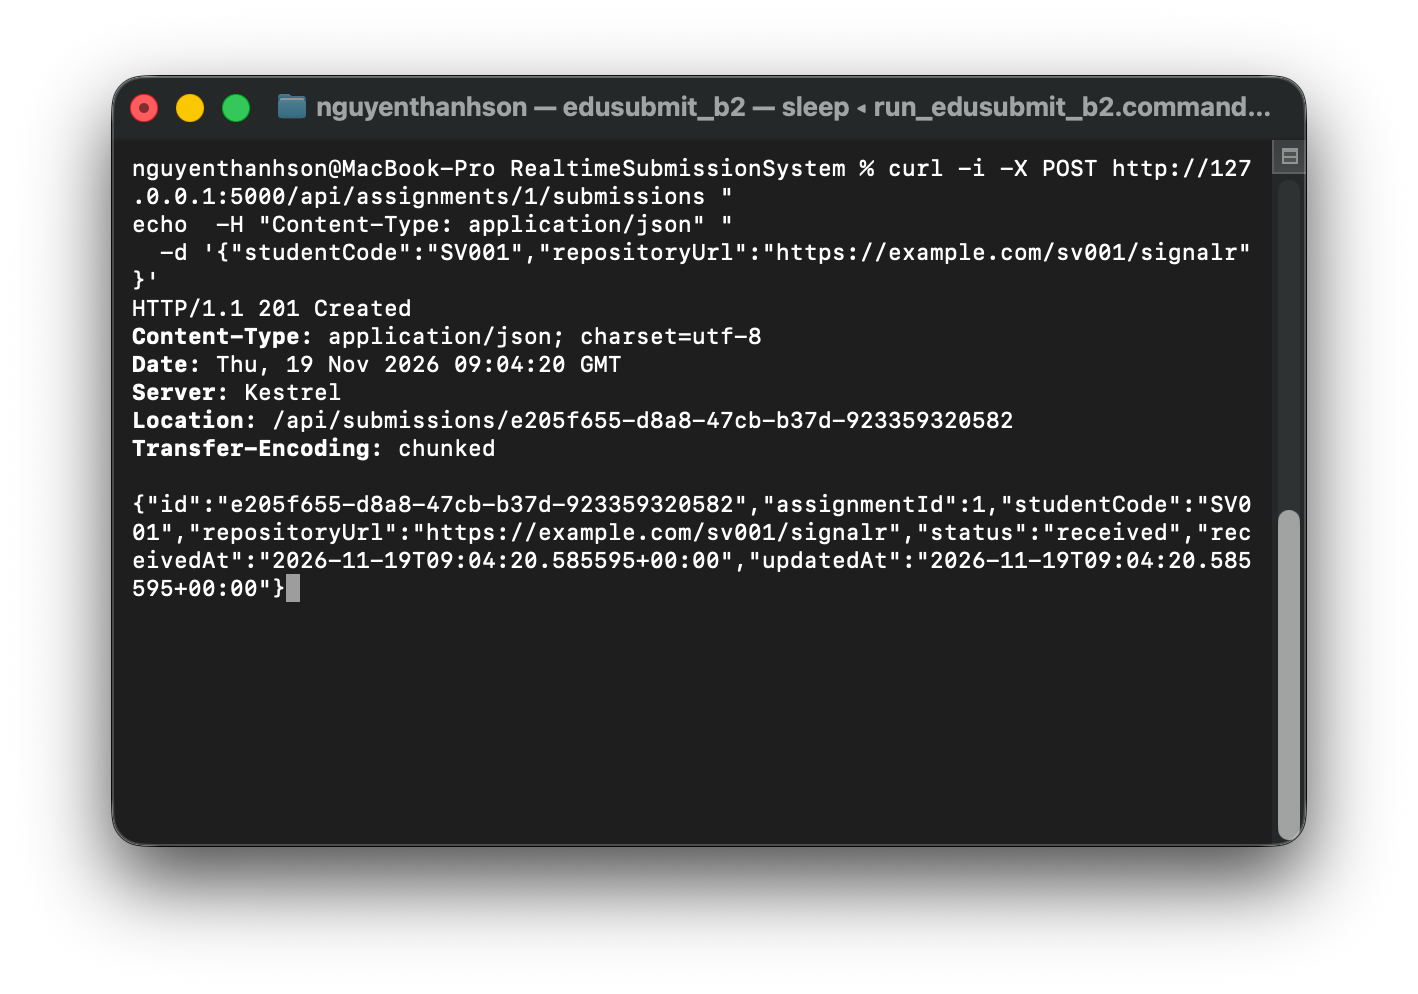 nguyenthanhson — edusubmit_b2 — sleep ◂ run_edusubmit_b2.command...
nguyenthanhson@MacBook-Pro RealtimeSubmissionSystem % curl -i -X POST http://127
.0.0.1:5000/api/assignments/1/submissions "
echo  -H "Content-Type: application/json" "
  -d '{"studentCode":"SV001","repositoryUrl":"https://example.com/sv001/signalr"
}'
HTTP/1.1 201 Created
Content-Type: application/json; charset=utf-8
Date: Thu, 19 Nov 2026 09:04:20 GMT
Server: Kestrel
Location: /api/submissions/e205f655-d8a8-47cb-b37d-923359320582
Transfer-Encoding: chunked

{"id":"e205f655-d8a8-47cb-b37d-923359320582","assignmentId":1,"studentCode":"SV0
01","repositoryUrl":"https://example.com/sv001/signalr","status":"received","rec
eivedAt":"2026-11-19T09:04:20.585595+00:00","updatedAt":"2026-11-19T09:04:20.585
595+00:00"}